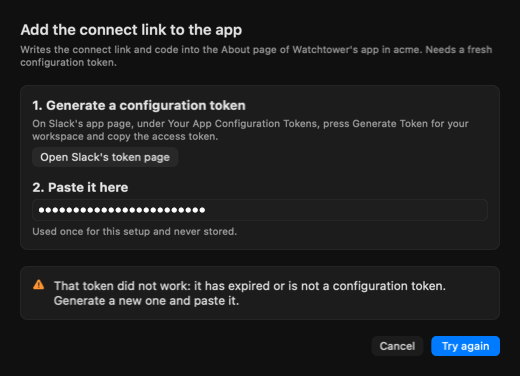 Add the connect link to the app
Writes the connect link and code into the About page of Watchtower's app in acme. Needs a fresh
configuration token.
1. Generate a configuration token
On Slack's app page, under Your App Configuration Tokens, press Generate Token for your
workspace and copy the access token.
Open Slack's token page
2. Paste it here
Used once for this setup and never stored.
That token did not work: it has expired or is not a configuration token.
Generate a new one and paste it.
Cancel
Try again